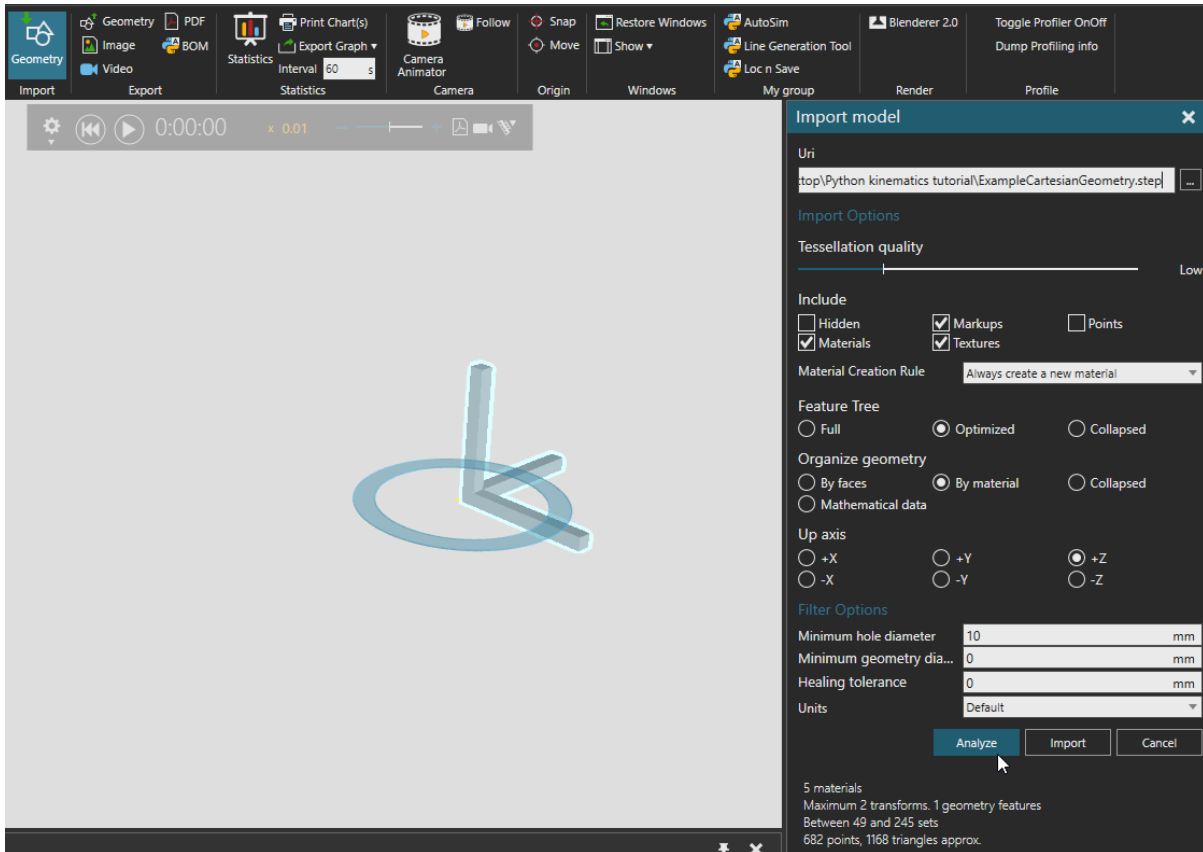 Geometry
Import
Geometry PDF
Image BOM
Video
Export
Statistics
Print Chart(s)
Export Graph
Interval 60 s
Statistics
Camera Animator
Follow
Camera
Snap
Move
Origin
Restore Windows
Show
Windows
AutoSim
Line Generation Tool
Loc n Save
My group
Blenderer 2.0
Render
Toggle Profiler OnOff
Dump Profiling info
Profile
0:00:00 x 0.01
Import model
Uri
top\Python kinematics tutorial\ExampleCartesianGeometry.step ...
Import Options
Tessellation quality
Low
Include
Hidden Markups Points
Materials Textures
Material Creation Rule Always create a new material
Feature Tree
Full Optimized Collapsed
Organize geometry
By faces By material Collapsed
Mathematical data
Up axis
+X +Y +Z
-X -Y -Z
Filter Options
Minimum hole diameter 10 mm
Minimum geometry dia... 0 mm
Healing tolerance 0 mm
Units Default
Analyze Import Cancel
5 materials
Maximum 2 transforms. 1 geometry features
Between 49 and 245 sets
682 points, 1168 triangles approx.